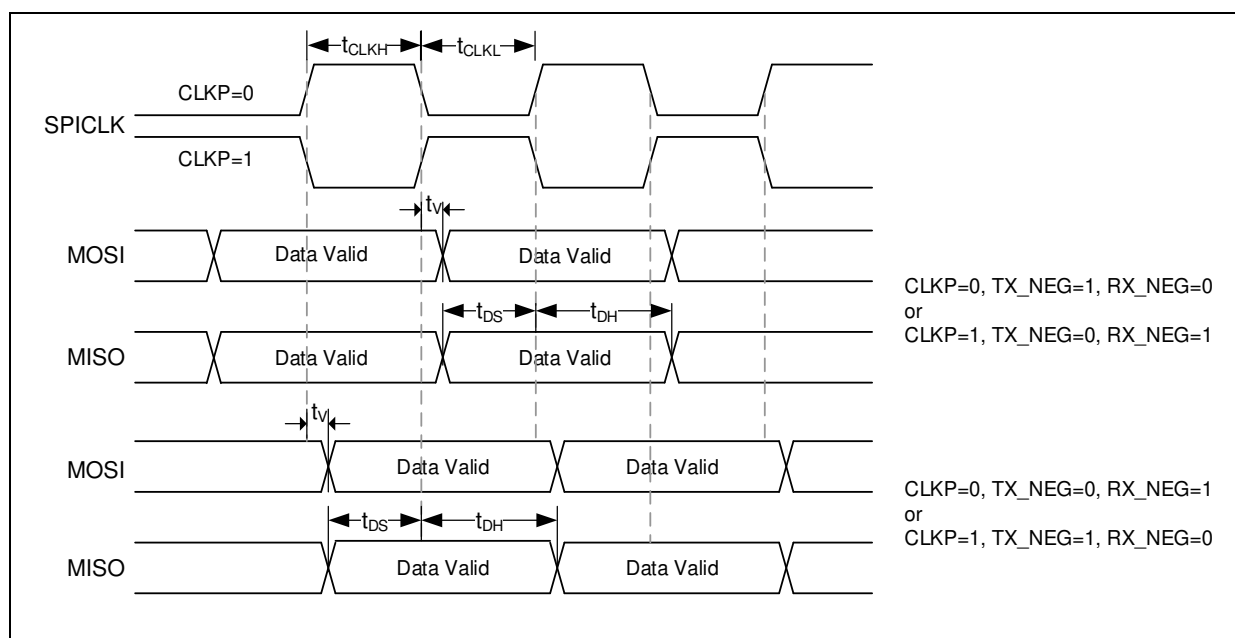 tCLKH tCLKL
CLKP=0
SPICLK
CLKP=1
tV
MOSI Data Valid Data Valid
CLKP=0, TX_NEG=1, RX_NEG=0
or
CLKP=1, TX_NEG=0, RX_NEG=1
tDS tDH
MISO Data Valid Data Valid
tV
MOSI Data Valid Data Valid
CLKP=0, TX_NEG=0, RX_NEG=1
or
CLKP=1, TX_NEG=1, RX_NEG=0
tDS tDH
MISO Data Valid Data Valid